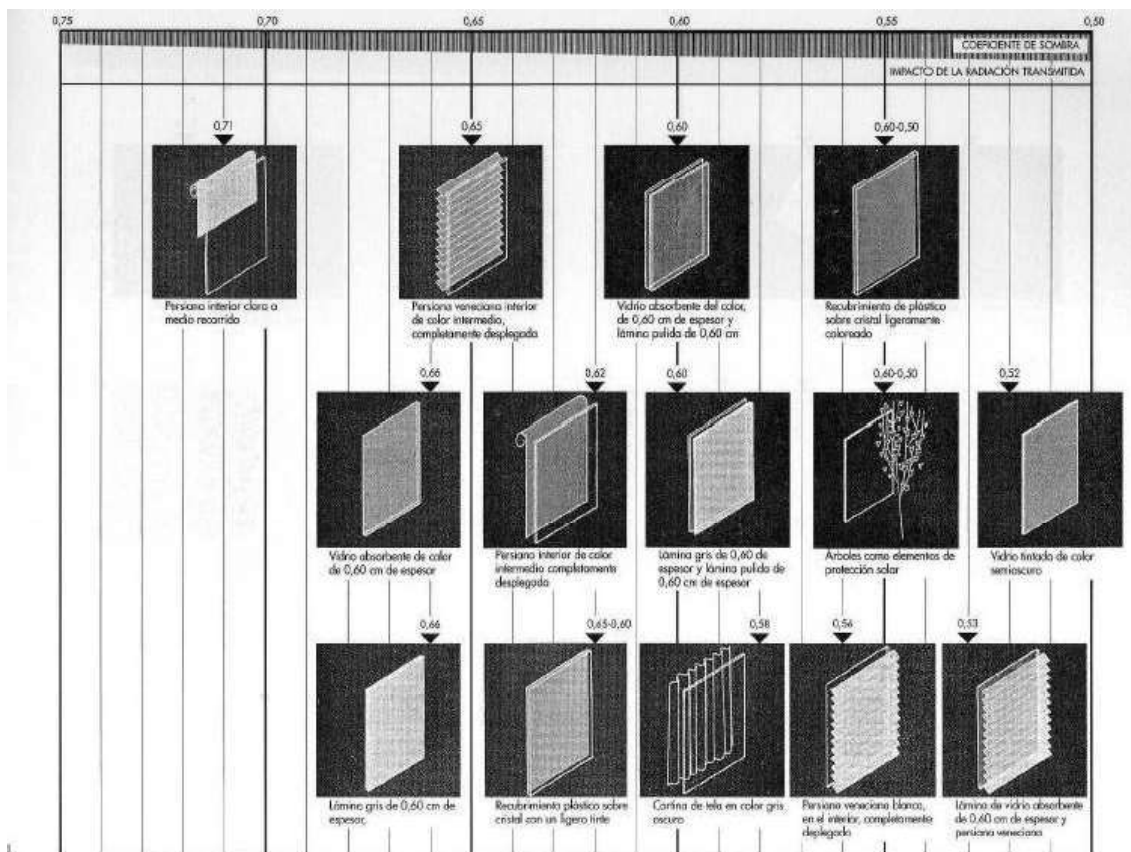 0,75 0,70 0,65 0,60 0,55 0,50
COEFICIENTE DE SOMBRA
IMPACTO DE LA RADIACIÓN TRANSMITIDA
0,71 0,65 0,60 0,60-0,50
Persiana interior clara a
medio recorrido
Persiana veneciana interior
de color intermedio,
completamente desplegada
Vidrio absorbente del color,
de 0,60 cm de espesor y
lámina pulida de 0,60 cm
Recubrimiento de plástico
sobre cristal ligeramente
coloreado
0,66 0,62 0,60 0,60-0,50 0,52
Vidrio absorbente de color
de 0,60 cm de espesor
Persiana interior de color
intermedio completamente
desplegada
Lámina gris de 0,60 de
espesor y lámina pulida de
0,60 cm de espesor
Árboles como elementos de
protección solar
Vidrio tintado de color
semioscuro
0,66 0,65-0,60 0,58 0,56 0,53
Lámina gris de 0,60 cm de
espesor,
Recubrimiento plástico sobre
cristal con un ligero tinte
Cortina de tela en color gris
oscuro
Persiana veneciana blanca,
en el interior, completamente
deplegada
Lámina de vidrio absorbente
de 0,60 cm de espesor y
persiana veneciana